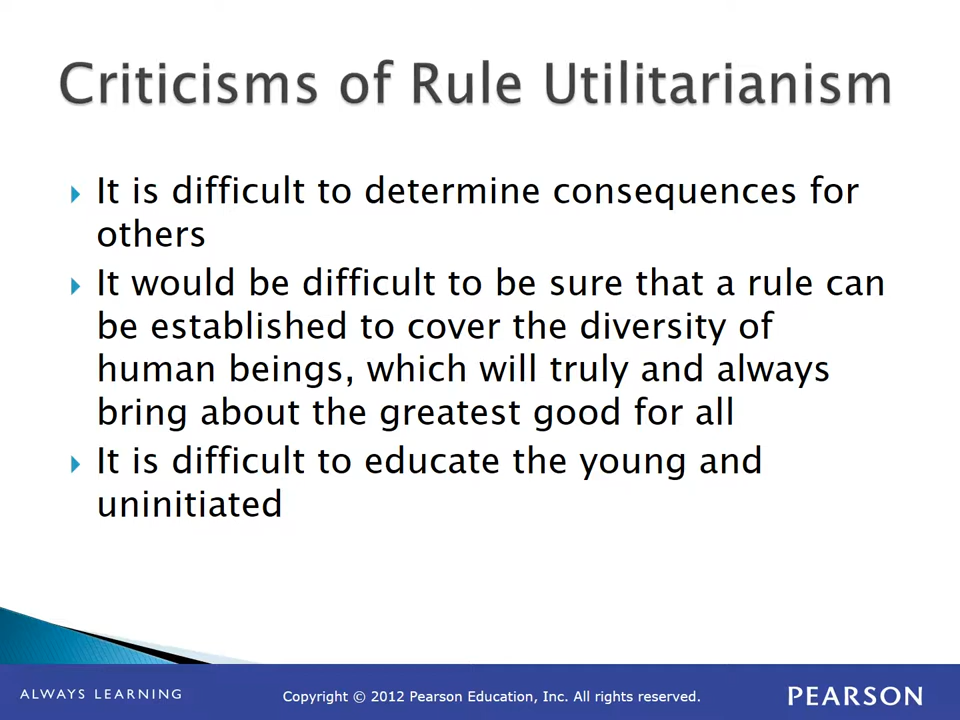 Criticisms of Rule Utilitarianism
It is difficult to determine consequences for
others
It would be difficult to be sure that a rule can
be established to cover the diversity of
human beings, which will truly and always
bring about the greatest good for all
It is difficult to educate the young and
uninitiated
ALWAYS LEARNING
Copyright © 2012 Pearson Education, Inc. All rights reserved.
PEARSON